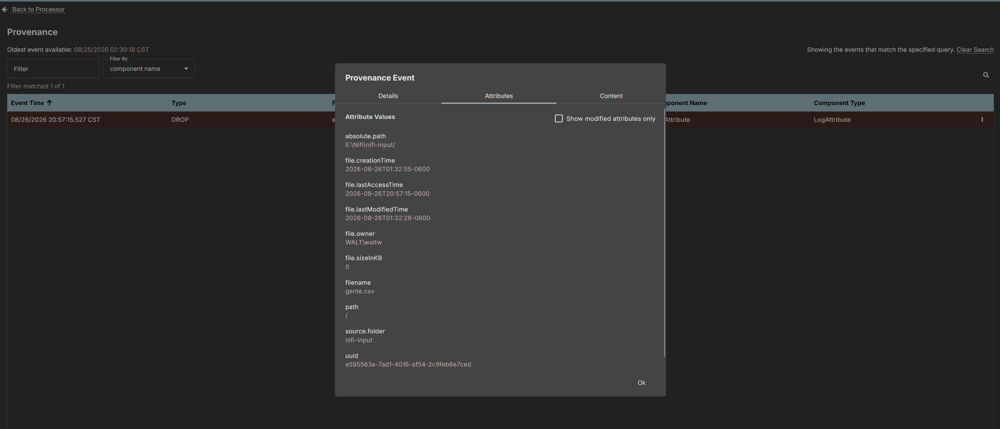 Back to Processor
Provenance
Oldest event available: 08/25/2026 02:30:18 CST
Showing the events that match the specified query. Clear Search
Filter
Filter By
component name
Filter matched 1 of 1
Event Time
Type
Component Type
08/26/2026 20:57:15.527 CST
DROP
LogAttribute
Provenance Event
Details
Attributes
Content
Attribute Values
Show modified attributes only
absolute.path
E:\Nifi\nifi-input/
file.creationTime
2026-08-26T01:32:55-0600
file.lastAccessTime
2026-08-26T20:57:15-0600
file.lastModifiedTime
2026-08-26T01:32:28-0600
file.owner
WALT\waltw
file.sizeInKB
0
filename
gente.csv
path
/
source.folder
nifi-input
uuid
e595563e-7ad1-4016-af54-2c9feb6e7ced
Ok